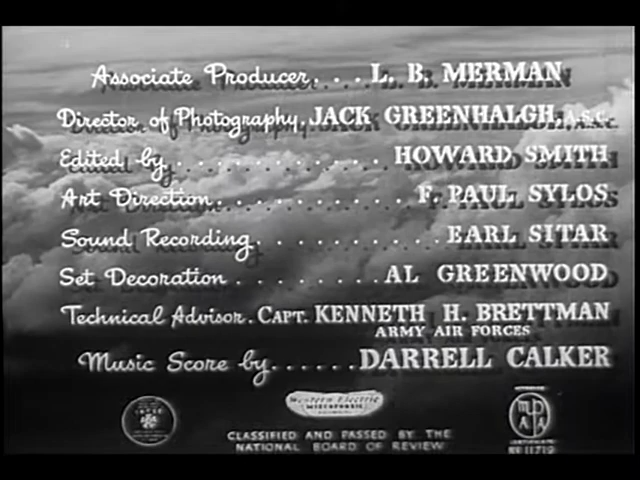 Associate Producer. . . . L. B. MERMAN
Director of Photography. JACK GREENHALGH, A.S.C.
Edited by. . . . . . . . . . . . HOWARD SMITH
Art Direction. . . . . . . . . . . . F. PAUL SYLOS
Sound Recording. . . . . . . . . EARL SITAR
Set Decoration . . . . . . . . AL GREENWOOD
Technical Advisor. CAPT. KENNETH H. BRETTMAN
ARMY AIR FORCES
Music Score by. . . . . . DARRELL CALKER
Western Electric
MICROPHONIC
CLASSIFIED AND PASSED BY THE
NATIONAL BOARD OF REVIEW